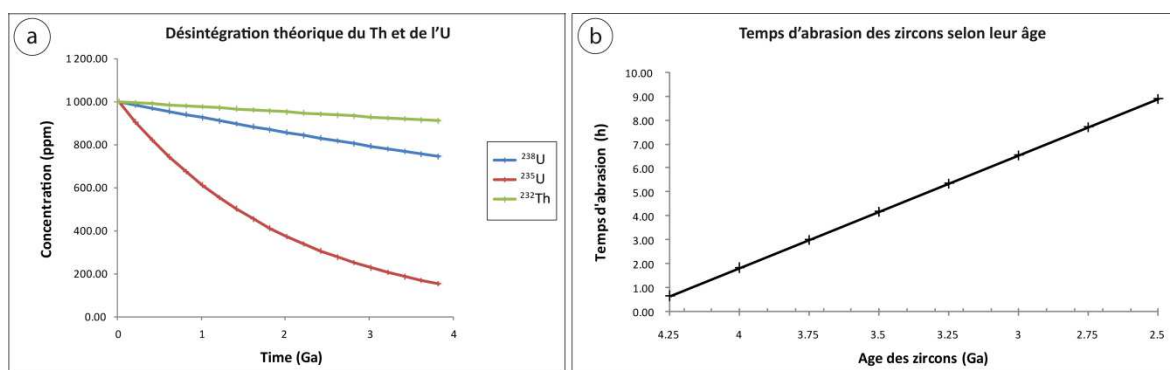 a
Désintégration théorique du Th et de l’U
1 200.00
1 000.00
800.00
600.00
400.00
200.00
0.00
Concentration (ppm)
0 1 2 3 4
Time (Ga)
²³⁸U
²³⁵U
²³²Th
b
Temps d’abrasion des zircons selon leur âge
10.00
9.00
8.00
7.00
6.00
5.00
4.00
3.00
2.00
1.00
0.00
Temps d'abrasion (h)
4.25 4 3.75 3.5 3.25 3 2.75 2.5
Age des zircons (Ga)